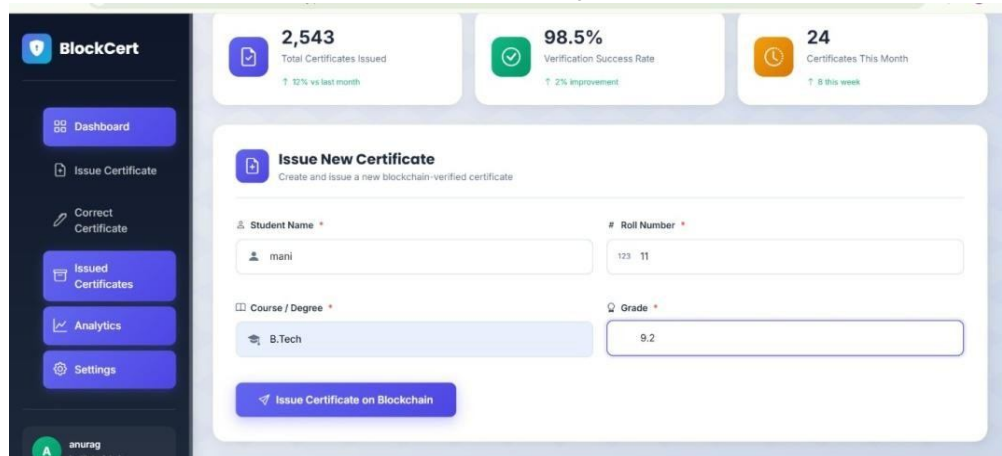 BlockCert
Dashboard
Issue Certificate
Correct
Certificate
Issued
Certificates
Analytics
Settings
A
anurag
2,543
Total Certificates Issued
↑ 12% vs last month
98.5%
Verification Success Rate
↑ 2% improvement
24
Certificates This Month
↑ 8 this week
Issue New Certificate
Create and issue a new blockchain-verified certificate
Student Name *
mani
# Roll Number *
123 11
Course / Degree *
B.Tech
Grade *
9.2
Issue Certificate on Blockchain